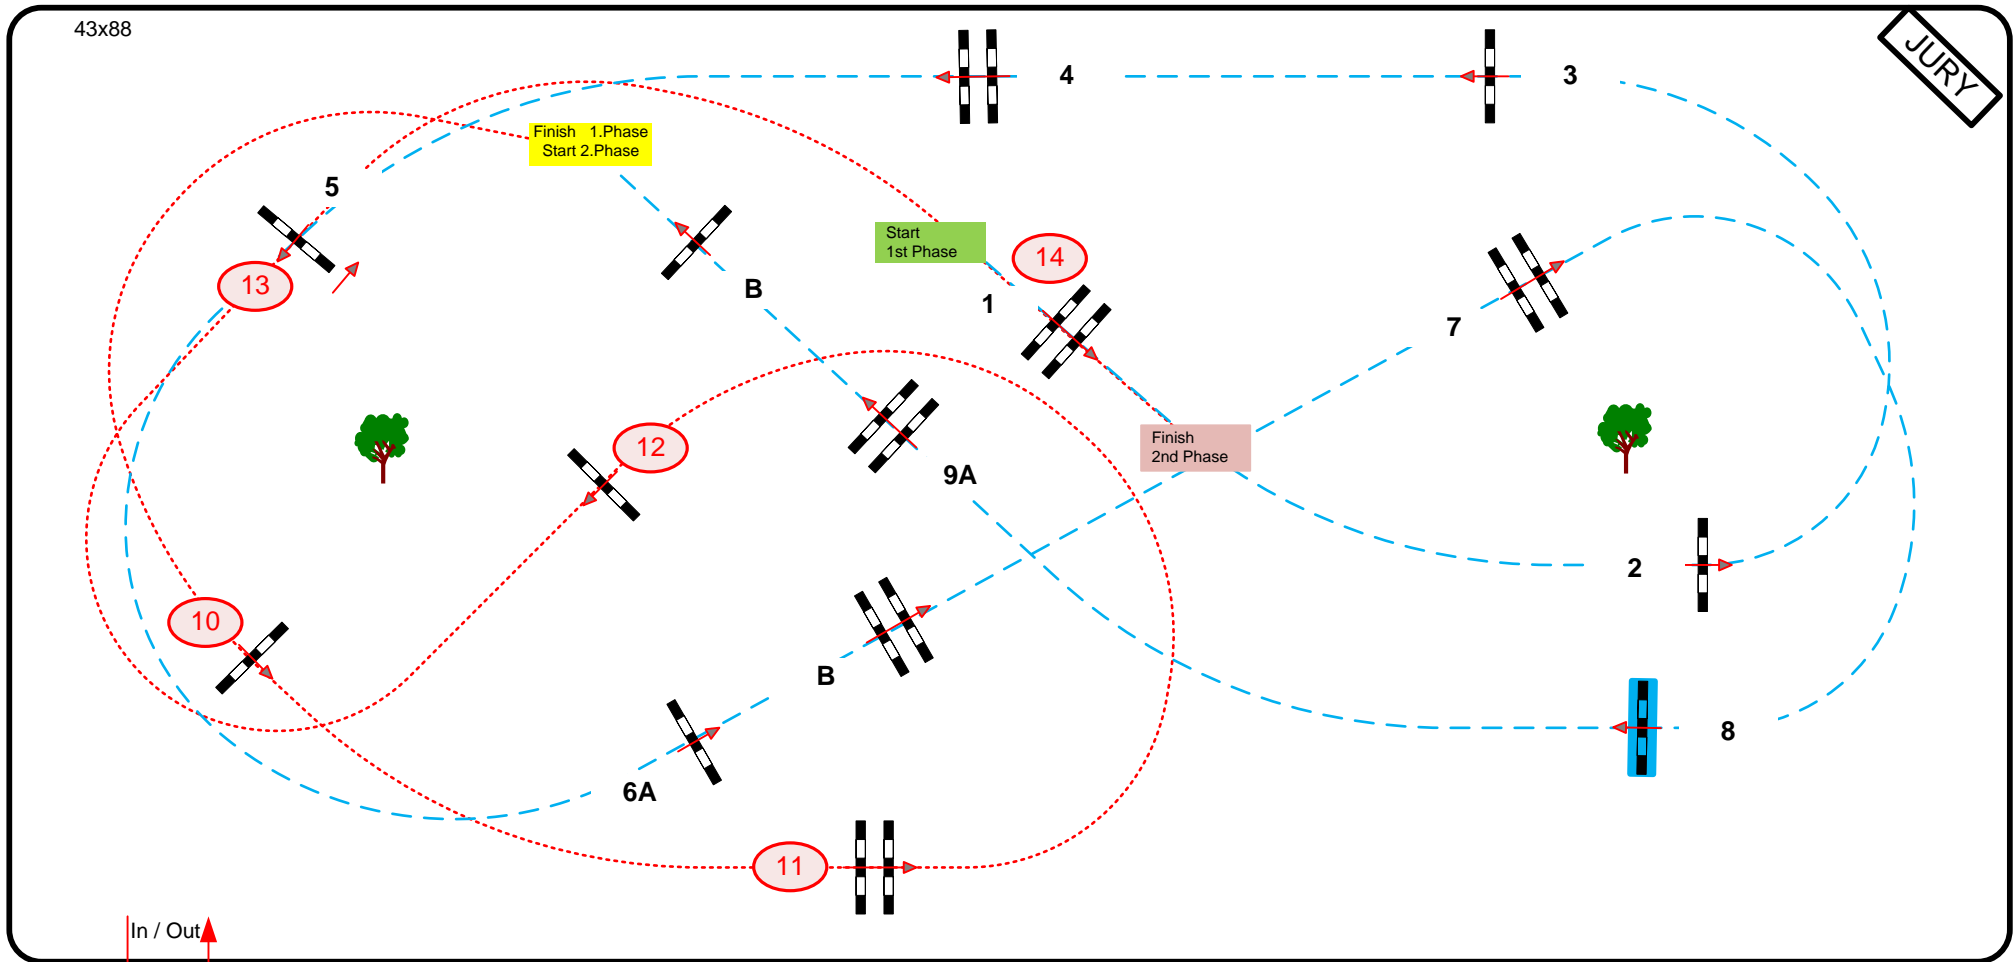 43x88
JURY
4
3
Finish 1.Phase
Start 2.Phase
5
Start
1st Phase
14
13
B
1
7
12
Finish
2nd Phase
9A
2
10
B
8
6A
11
In / Out